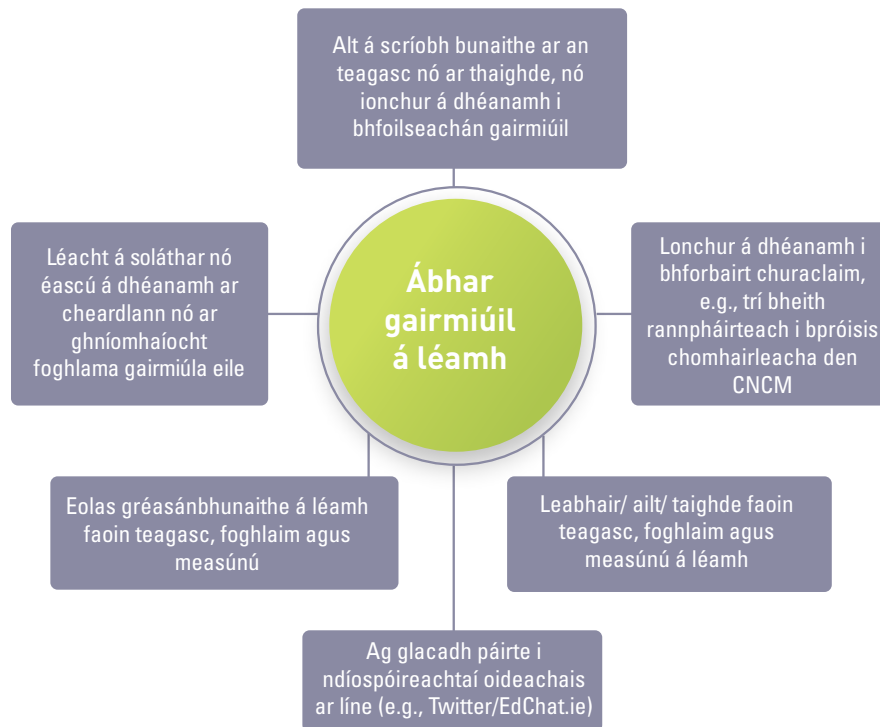 Alt á scríobh bunaithe ar an
teagasc nó ar thaighde, nó
ionchur á dhéanamh i
bhfoilseachán gairmiúil
Léacht á soláthar nó
éascú á dhéanamh ar
cheardlann nó ar
ghníomhaíocht
foghlama gairmiúla eile
Ábhar
gairmiúil
á léamh
Lonchur á dhéanamh i
bhforbairt churaclaim,
e.g., trí bheith
rannpháirteach i bpróisis
chomhairleacha den
CNCM
Eolas gréasánbhunaithe á léamh
faoin teagasc, foghlaim agus
measúnú
Leabhair/ ailt/ taighde faoin
teagasc, foghlaim agus
measúnú á léamh
Ag glacadh páirte i
ndíospóireachtaí oideachais
ar líne (e.g., Twitter/EdChat.ie)